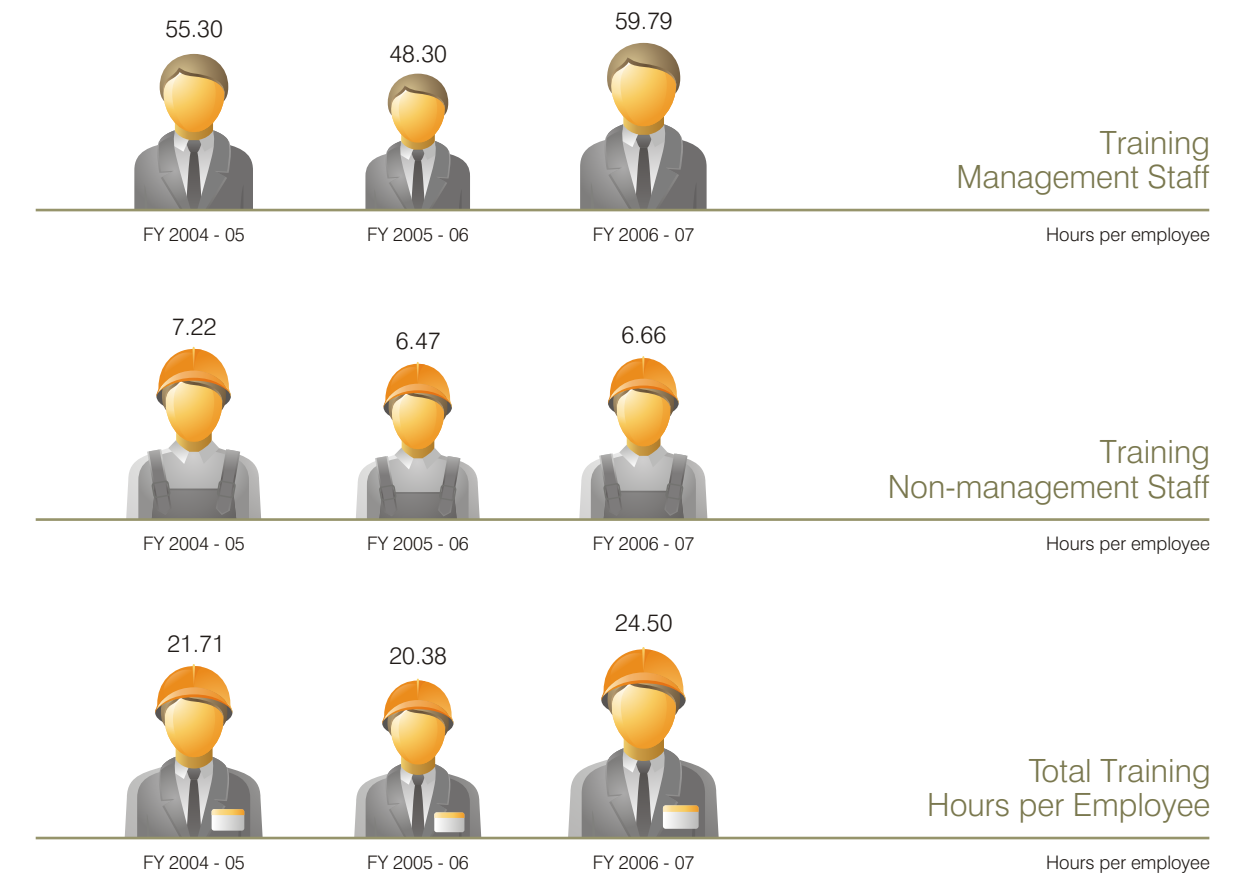 55.30
48.30
59.79
Training
Management Staff
FY 2004 - 05
FY 2005 - 06
FY 2006 - 07
Hours per employee
7.22
6.47
6.66
Training
Non-management Staff
FY 2004 - 05
FY 2005 - 06
FY 2006 - 07
Hours per employee
21.71
20.38
24.50
Total Training
Hours per Employee
FY 2004 - 05
FY 2005 - 06
FY 2006 - 07
Hours per employee